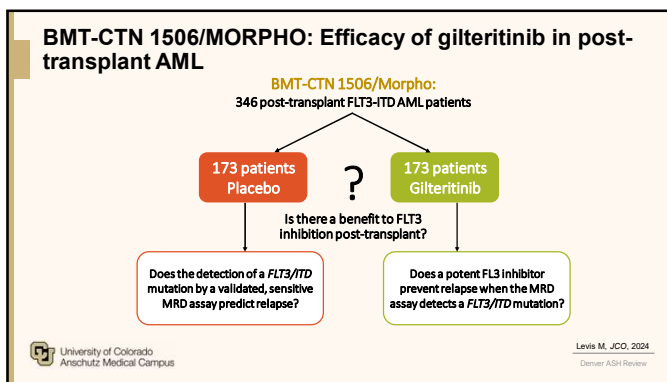 BMT-CTN 1506/MORPHO: Efficacy of gilteritinib in post-
transplant AML
BMT-CTN 1506/Morpho:
346 post-transplant FLT3-ITD AML patients
173 patients
Placebo
?
173 patients
Gilteritinib
Is there a benefit to FLT3
inhibition post-transplant?
Does the detection of a FLT3/ITD
mutation by a validated, sensitive
MRD assay predict relapse?
Does a potent FL3 inhibitor
prevent relapse when the MRD
assay detects a FLT3/ITD mutation?
University of Colorado
Anschutz Medical Campus
Levis M, JCO, 2024
Denver ASH Review